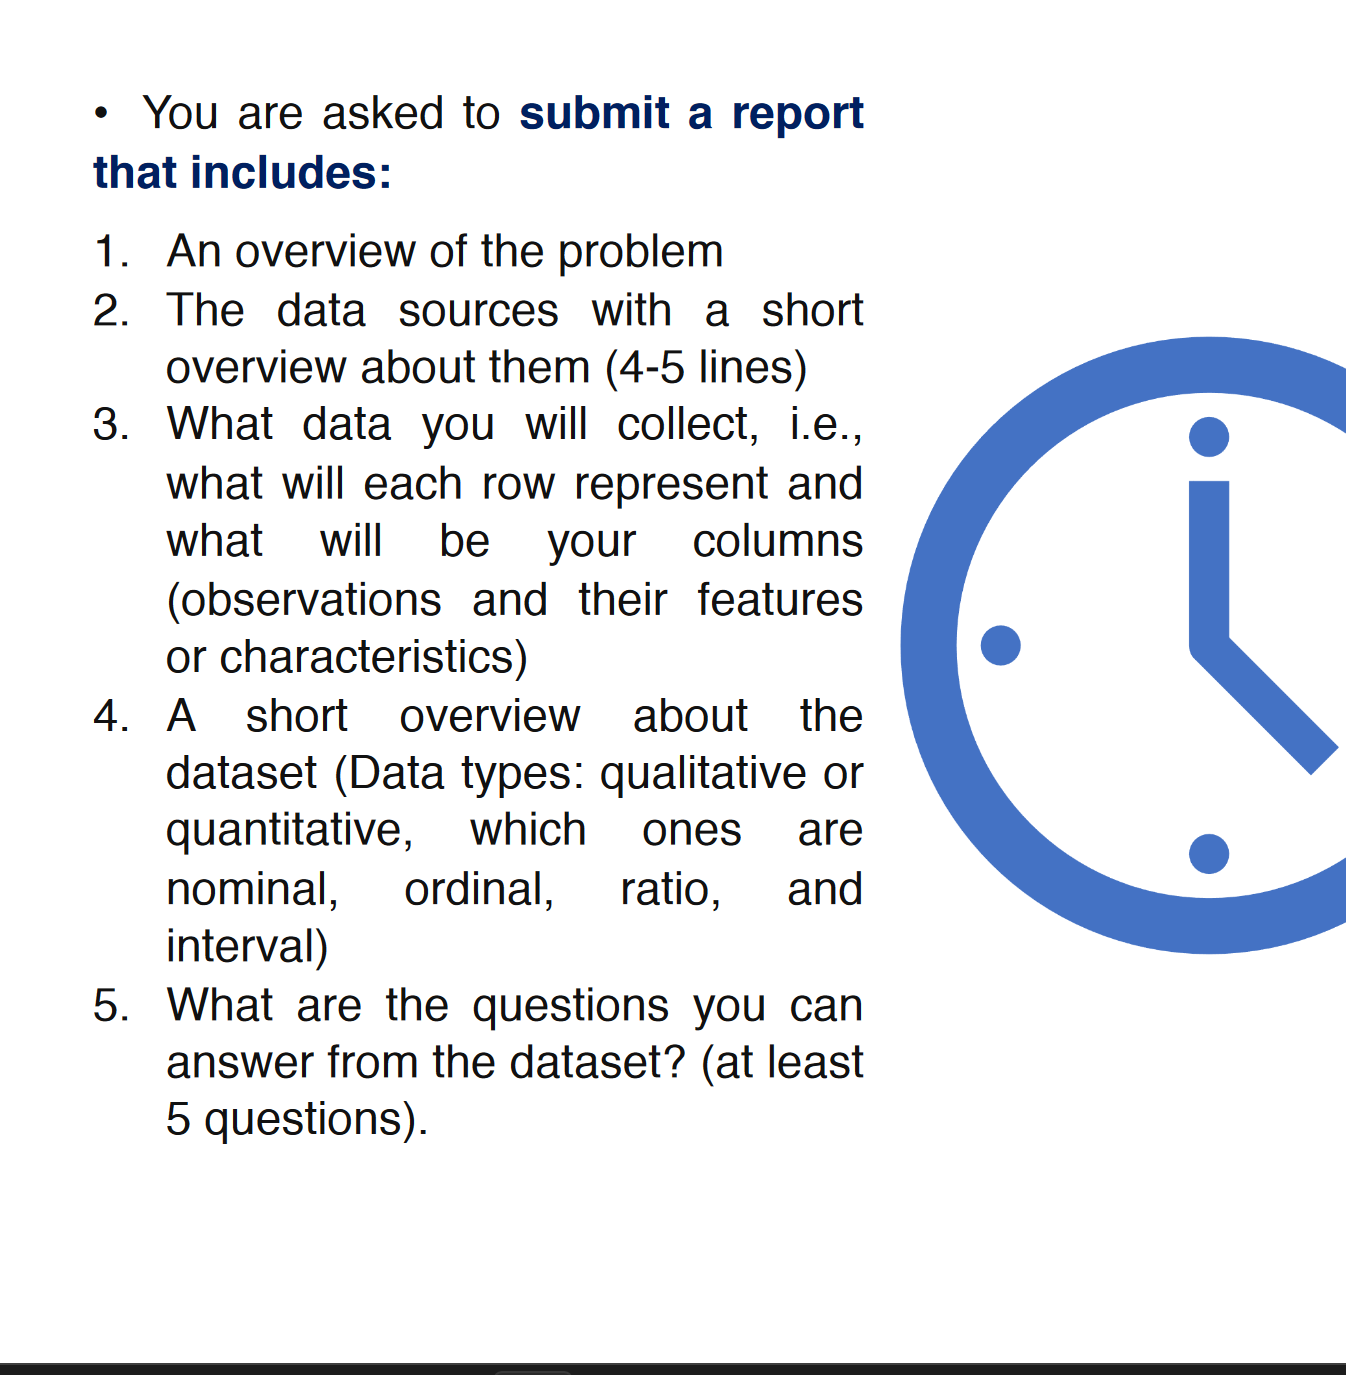 • You are asked to submit a report
that includes:
1. An overview of the problem
2. The data sources with a short
overview about them (4-5 lines)
3. What data you will collect, i.e.,
what will each row represent and
what will be your columns
(observations and their features
or characteristics)
4. A short overview about the
dataset (Data types: qualitative or
quantitative, which ones are
nominal, ordinal, ratio, and
interval)
5. What are the questions you can
answer from the dataset? (at least
5 questions).